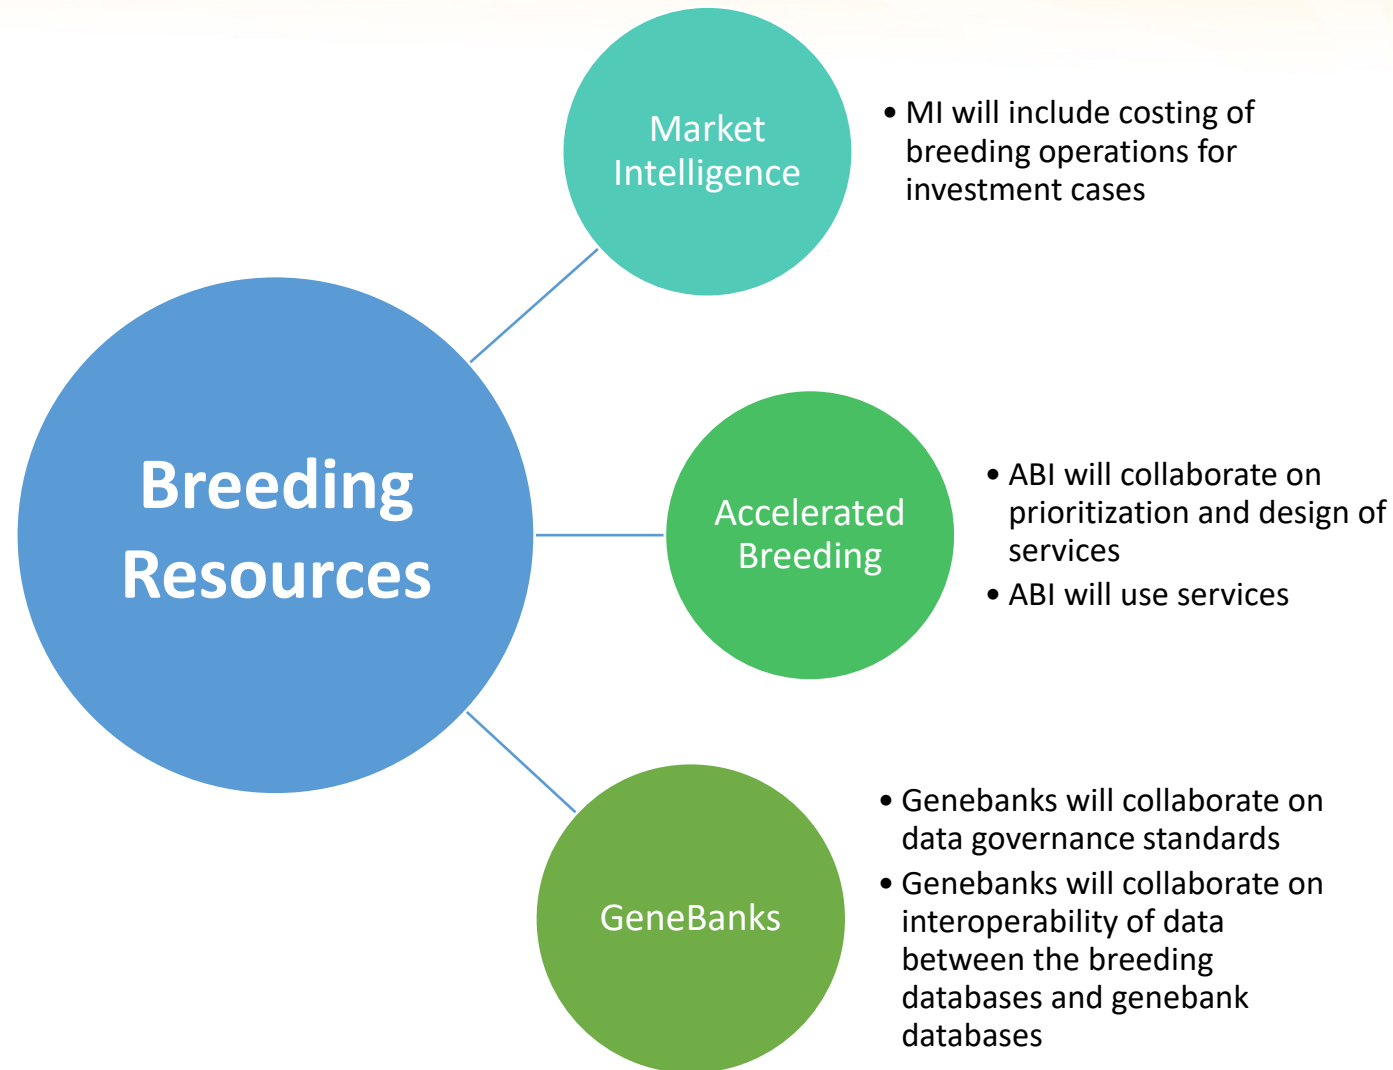 Market
Intelligence
• MI will include costing of
breeding operations for
investment cases
Breeding
Resources
Accelerated
Breeding
• ABI will collaborate on
prioritization and design of
services
• ABI will use services
GeneBanks
• Genebanks will collaborate on
data governance standards
• Genebanks will collaborate on
interoperability of data
between the breeding
databases and genebank
databases